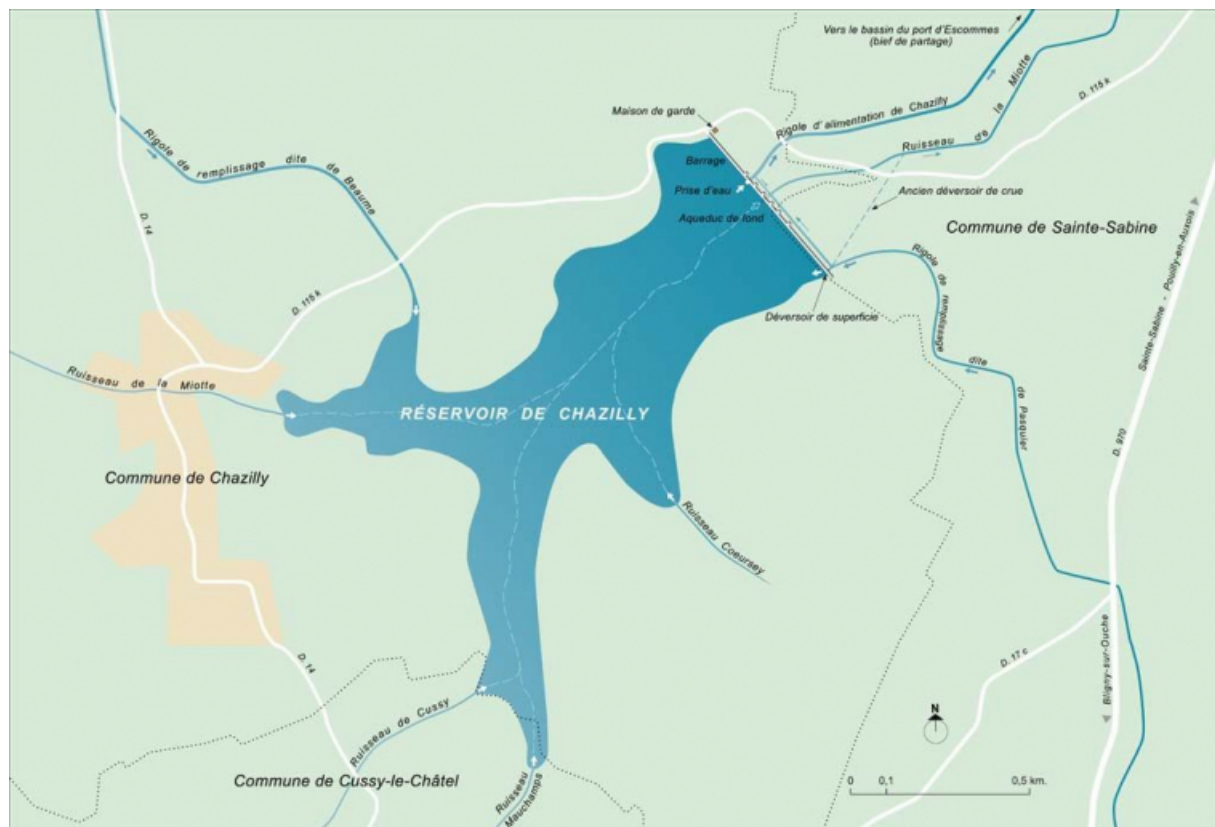 Vers le bassin du port d'Escommes
(bief de partage)
Maison de garde
Rigole d'alimentation de Chazilly
Ruisseau de la Miotte
D. 115 k
Rigole de remplissage dite de Beaume
Barrage
Prise d'eau
Aqueduc de fond
Ancien déversoir de crue
Commune de Sainte-Sabine
Sainte-Sabine - Pouilly-en-Auxois
D. 14
D. 115 k
Déversoir de superficie
Rigole de remplissage dite de Pasquier
Ruisseau de la Miotte
RÉSERVOIR DE CHAZILLY
D. 970
Commune de Chazilly
Ruisseau Coeursey
D. 14
D. 17 c
Bligny-sur-Ouche
Ruisseau de Cussy
N
Commune de Cussy-le-Châtel
Ruisseau
Mauchamps
0 0,1 0,5 km.